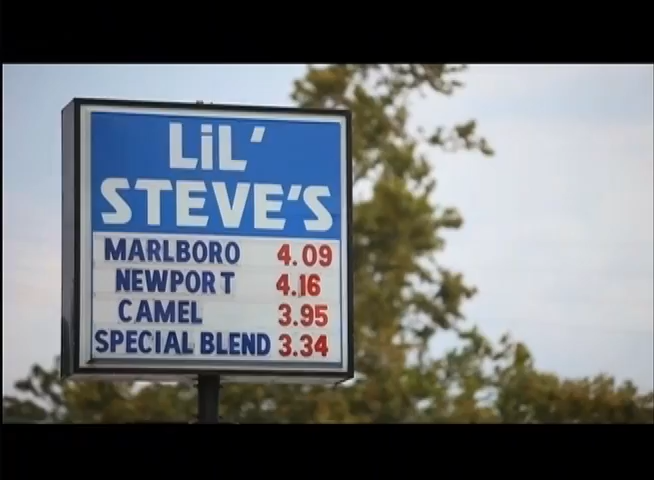 LiL'
STEVE'S
MARLBORO 4.09
NEWPORT 4.16
CAMEL 3.95
SPECIAL BLEND 3.34